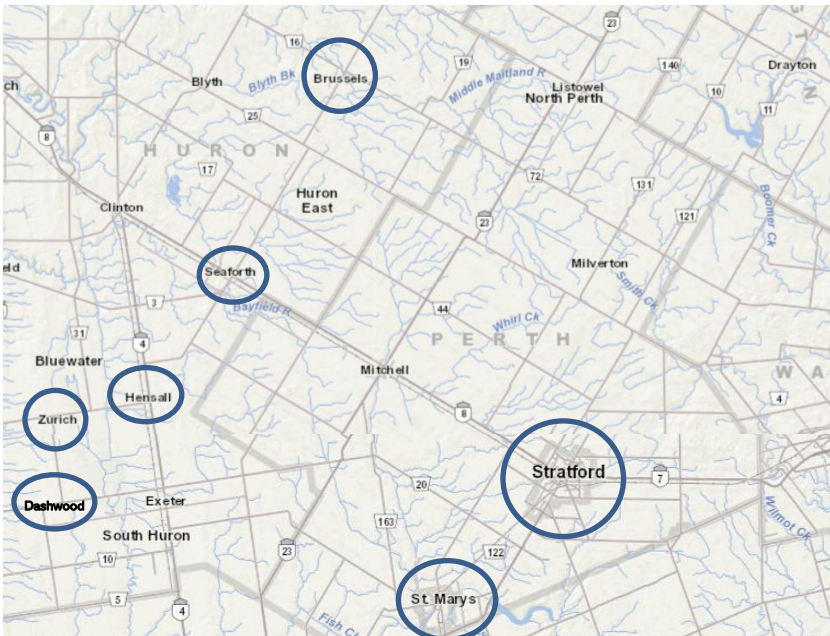 23
G
T
N
16
Brussels
19
140
Drayton
ch
Blyth
Blyth Bk
Middle Maitland R
Listowel
North Perth
10
11
25
8
H U R O N
17
72
131
Huron
East
121
Boomer Ck
Clinton
23
eld
Seaforth
Milverton
Smith Ck
3
Bayfield R.
44
Whirl Ck
31
4
P E R T H
Bluewater
Mitchell
W A
Hensall
4
Zurich
8
Stratford
7
20
Dashwood
Exeter
Wilmot Ck
163
South Huron
23
122
10
5
St. Marys
4
Fish C